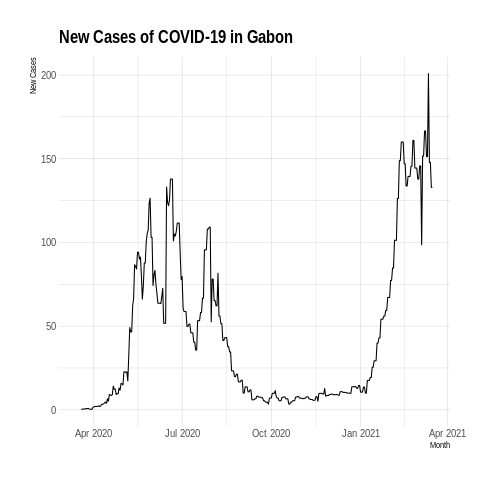 New Cases of COVID-19 in Gabon
New Cases
200
150
100
50
0
Apr 2020
Jul 2020
Oct 2020
Jan 2021
Apr 2021
Month